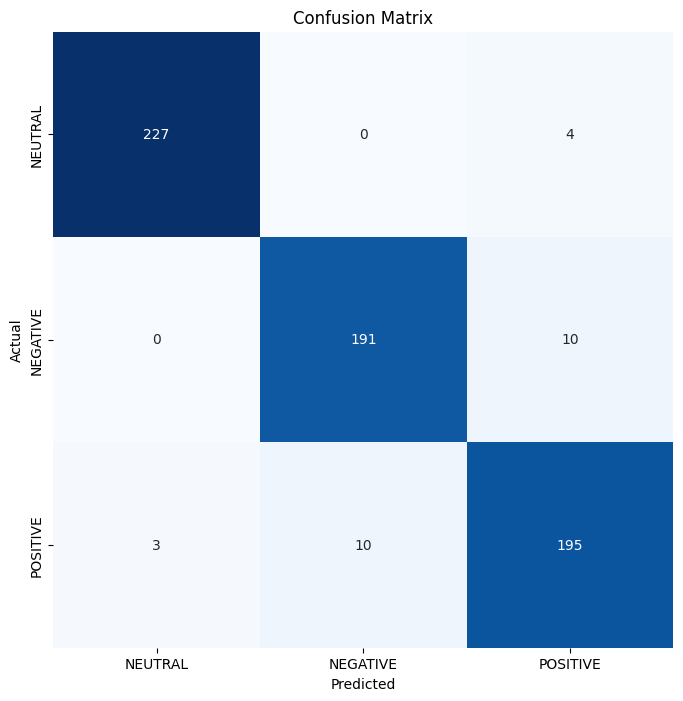 Confusion Matrix
NEUTRAL
227 0 4
Actual
NEGATIVE
0 191 10
POSITIVE
3 10 195
NEUTRAL NEGATIVE POSITIVE
Predicted